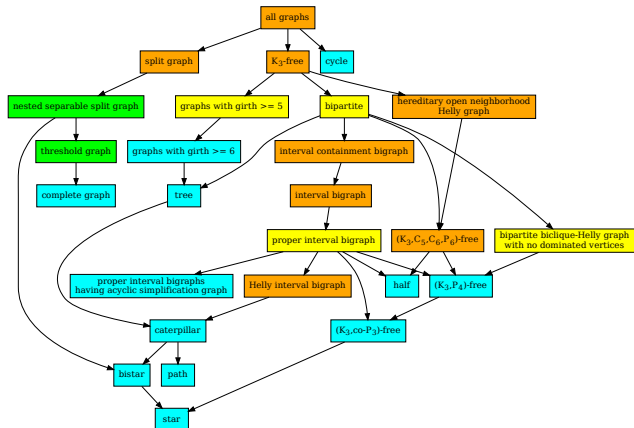 all graphs
split graph
K₃-free
cycle
nested separable split graph
graphs with girth >= 5
bipartite
hereditary open neighborhood
Helly graph
threshold graph
graphs with girth >= 6
interval containment bigraph
complete graph
tree
interval bigraph
proper interval bigraph
(K₃,C₅,C₆,P₆)-free
bipartite biclique-Helly graph
with no dominated vertices
proper interval bigraphs
having acyclic simplification graph
Helly interval bigraph
half
(K₃,P₄)-free
caterpillar
(K₃,co-P₃)-free
bistar
path
star